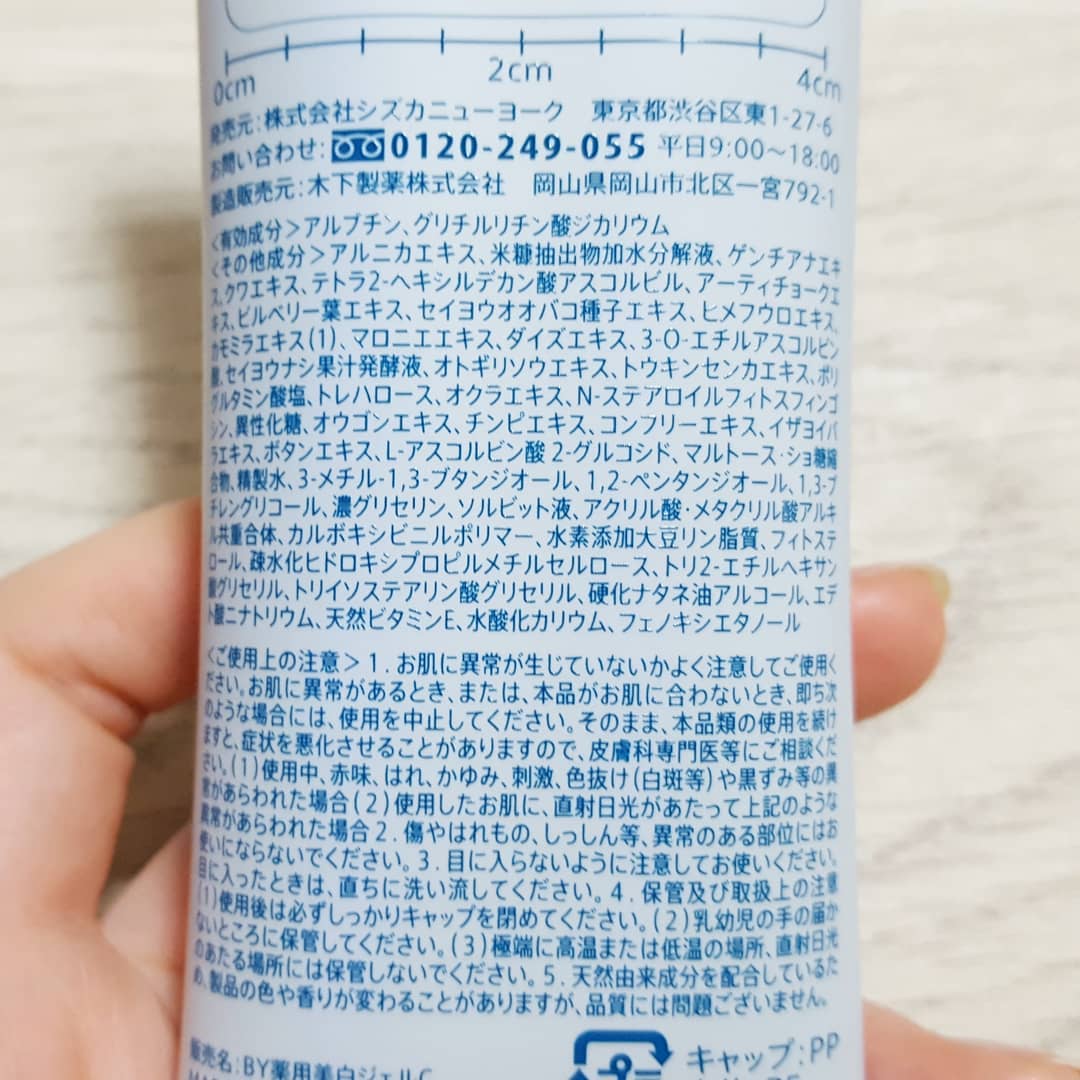 0cm 2cm 4cm
発売元:株式会社シズカニューヨーク 東京都渋谷区東1-27-6
お問い合わせ: 0120-249-055 平日9:00〜18:00
製造販売元:木下製薬株式会社 岡山県岡山市北区一宮792-1
<有効成分>アルブチン、グリチルリチン酸ジカリウム
<その他成分>アルニカエキス、米糠抽出物加水分解液、ゲンチアナエキ
ス、クワエキス、テトラ2-ヘキシルデカン酸アスコルビル、アーティチョークエ
キス、ビルベリー葉エキス、セイヨウオオバコ種子エキス、ヒメフウロエキス、
カモミラエキス(1)、マロニエエキス、ダイズエキス、3-O-エチルアスコルビン
酸、セイヨウナシ果汁発酵液、オトギリソウエキス、トウキンセンカエキス、ポリ
グルタミン酸塩、トレハロース、オクラエキス、N-ステアロイルフィトスフィンゴ
シン、異性化糖、オウゴンエキス、チンピエキス、コンフリーエキス、イザヨイバ
ラエキス、ボタンエキス、L-アスコルビン酸 2-グルコシド、マルトース・ショ糖縮
合物、精製水、3-メチル-1,3-ブタンジオール、1,2-ペンタンジオール、1,3-ブ
チレングリコール、濃グリセリン、ソルビット液、アクリル酸・メタクリル酸アルキ
ル共重合体、カルボキシビニルポリマー、水素添加大豆リン脂質、フィトステ
ロール、疎水化ヒドロキシプロピルメチルセルロース、トリ2-エチルヘキサン
酸グリセリル、トリイソステアリン酸グリセリル、硬化ナタネ油アルコール、エデ
ト酸二ナトリウム、天然ビタミンE、水酸化カリウム、フェノキシエタノール
<ご使用上の注意>1.お肌に異常が生じていないかよく注意してご使用く
ださい。お肌に異常があるとき、または、本品がお肌に合わないとき、即ち次
のような場合には、使用を中止してください。そのまま、本品類の使用を続け
ますと、症状を悪化させることがありますので、皮膚科専門医等にご相談くだ
さい。(1)使用中、赤味、はれ、かゆみ、刺激、色抜け(白斑等)や黒ずみ等の異
常があらわれた場合(2)使用したお肌に、直射日光があたって上記のような
異常があらわれた場合2.傷やはれもの、しっしん等、異常のある部位にはお
使いにならないでください。3.目に入らないように注意してお使いください。
目に入ったときは、直ちに洗い流してください。4.保管及び取扱上の注意
(1)使用後は必ずしっかりキャップを閉めてください。(2)乳幼児の手の届か
ないところに保管してください。(3)極端に高温または低温の場所、直射日光
のあたる場所には保管しないでください。5.天然由来成分を配合しているた
め、製品の色や香りが変わることがありますが、品質には問題ございません。
販売名:BY薬用美白ジェルC
プ
キャップ:PP